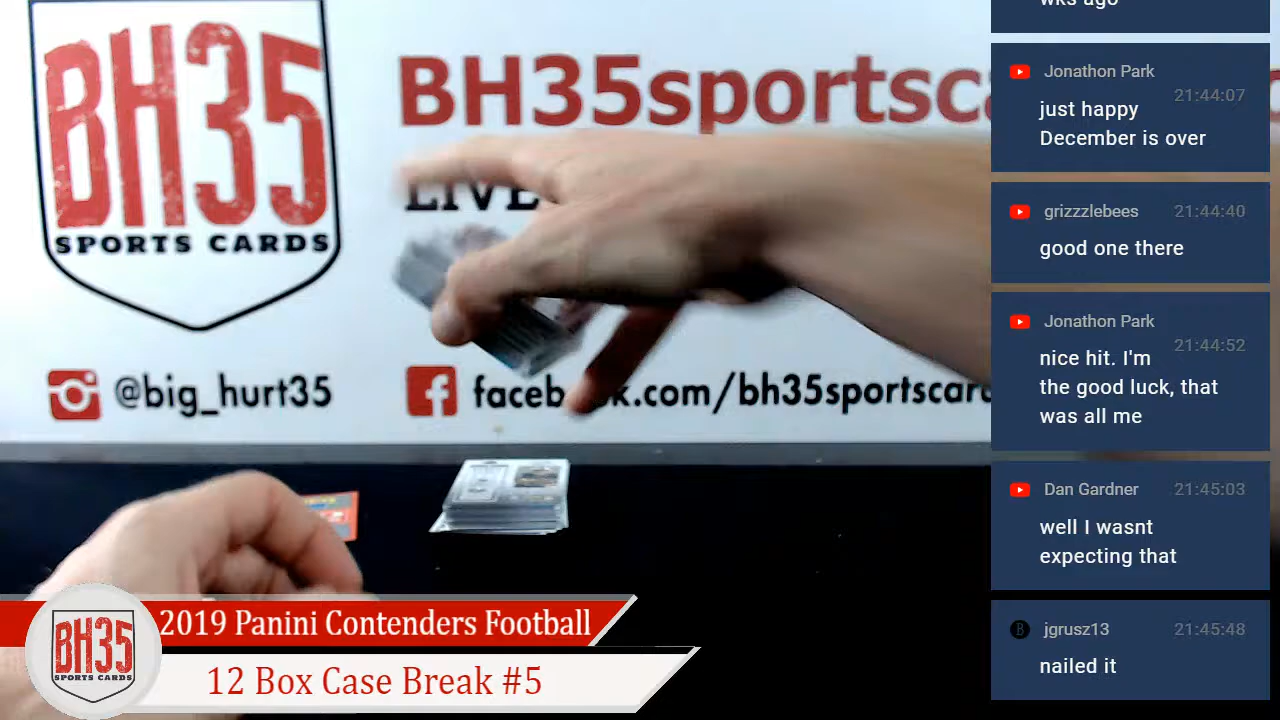 BH35
SPORTS CARDS
BH35sportsca
LIVE
@big_hurt35
faceb k.com/bh35sportscard
wks ago
Jonathon Park
21:44:07
just happy
December is over
grizzzlebees 21:44:40
good one there
Jonathon Park
21:44:52
nice hit. I'm
the good luck, that
was all me
Dan Gardner 21:45:03
well I wasnt
expecting that
B jgrusz13 21:45:48
nailed it
BH35
SPORTS CARDS
2019 Panini Contenders Football
12 Box Case Break #5